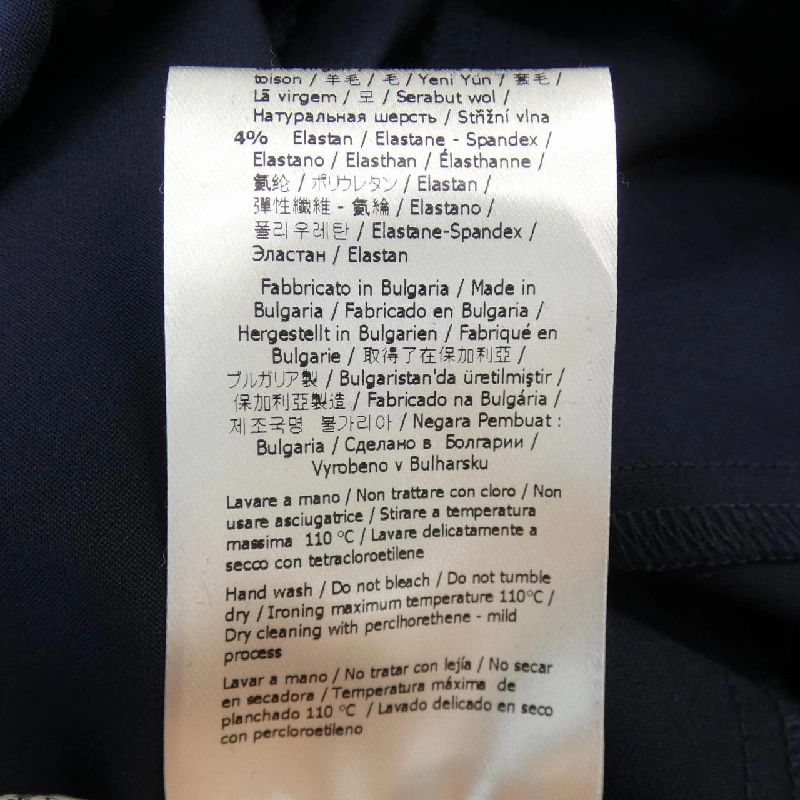 toison / 羊毛 / 毛 / Yeni Yün / 套毛 /
Lã virgem / 모 / Serabut wol /
Натуральная шерсть / Střižní vlna
4% Elastan / Elastane - Spandex /
Elastano / Elasthan / Élasthanne /
氨纶 / ポリウレタン / Elastan /
彈性纖維 - 氨綸 / Elastano /
폴리우레탄 / Elastane-Spandex /
Эластан / Elastan
Fabbricato in Bulgaria / Made in
Bulgaria / Fabricado en Bulgaria /
Hergestellt in Bulgarien / Fabriqué en
Bulgarie / 取得了在保加利亞 /
ブルガリア製 / Bulgaristan'da üretilmiştir /
保加利亞製造 / Fabricado na Bulgária /
제조국명 불가리아 / Negara Pembuat :
Bulgaria / Сделано в Болгарии /
Vyrobeno v Bulharsku
Lavare a mano / Non trattare con cloro / Non
usare asciugatrice / Stirare a temperatura
massima 110 °C / Lavare delicatamente a
secco con tetracloroetilene
Hand wash / Do not bleach / Do not tumble
dry / Ironing maximum temperature 110°C /
Dry cleaning with perclhorethene - mild
process
Lavar a mano / No tratar con lejía / No secar
en secadora / Temperatura máxima de
planchado 110 °C / Lavado delicado en seco
con percloroetileno